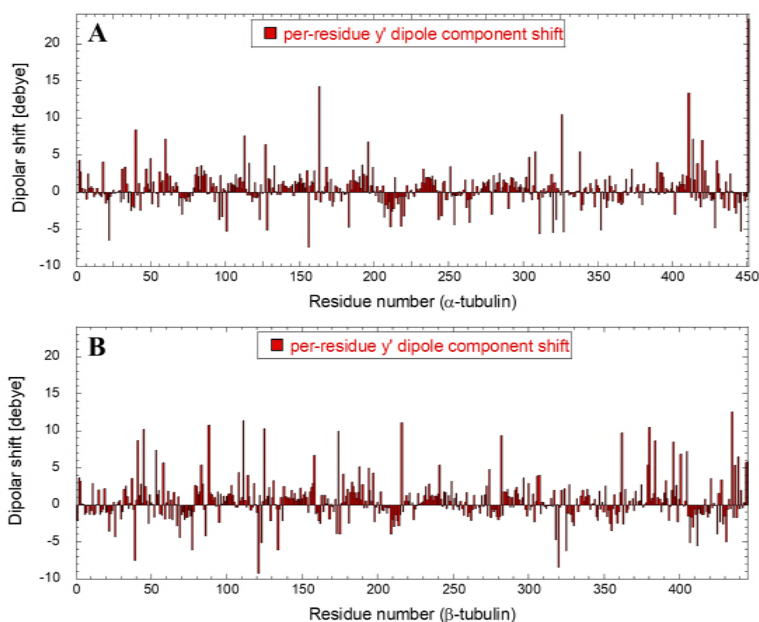 A
per-residue y' dipole component shift
Dipolar shift [debye]
20
15
10
5
0
-5
-10
0 50 100 150 200 250 300 350 400 450
Residue number (α-tubulin)
B
per-residue y' dipole component shift
Dipolar shift [debye]
20
15
10
5
0
-5
-10
0 50 100 150 200 250 300 350 400
Residue number (β-tubulin)